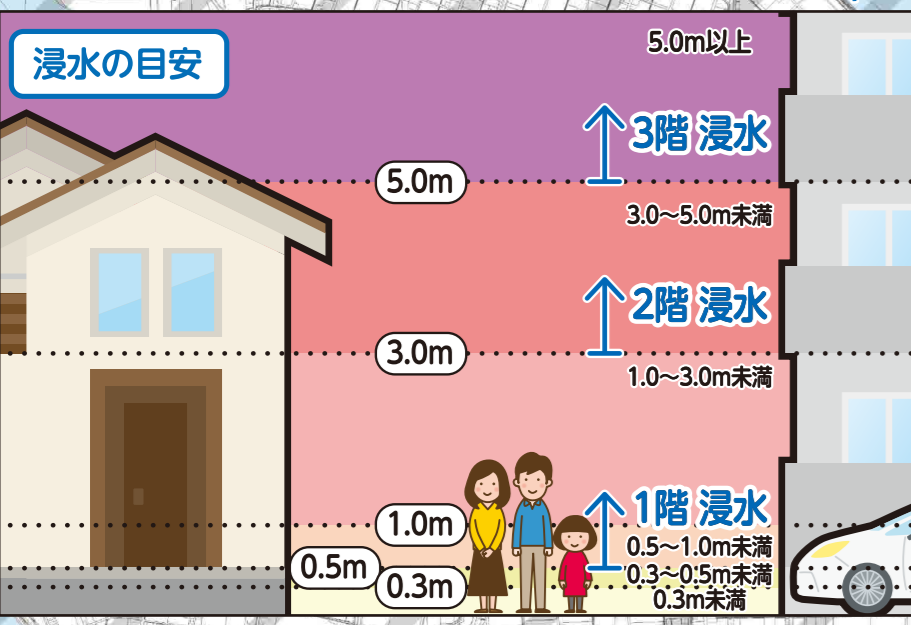 浸水の目安
5.0m以上
3階 浸水
5.0m
3.0～5.0m未満
2階 浸水
3.0m
1.0～3.0m未満
1階 浸水
1.0m
0.5～1.0m未満
0.5m
0.3～0.5m未満
0.3m
0.3m未満